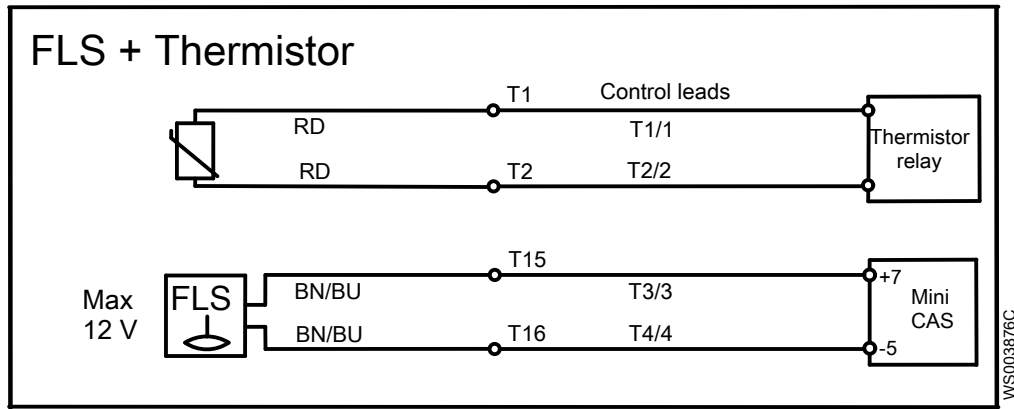 FLS + Thermistor
T1
Control leads
RD
T1/1
Thermistor
relay
RD
T2
T2/2
T15
BN/BU
T3/3
+7
Max
12 V
FLS
Mini
CAS
BN/BU
T16
T4/4
-5
WS003876C